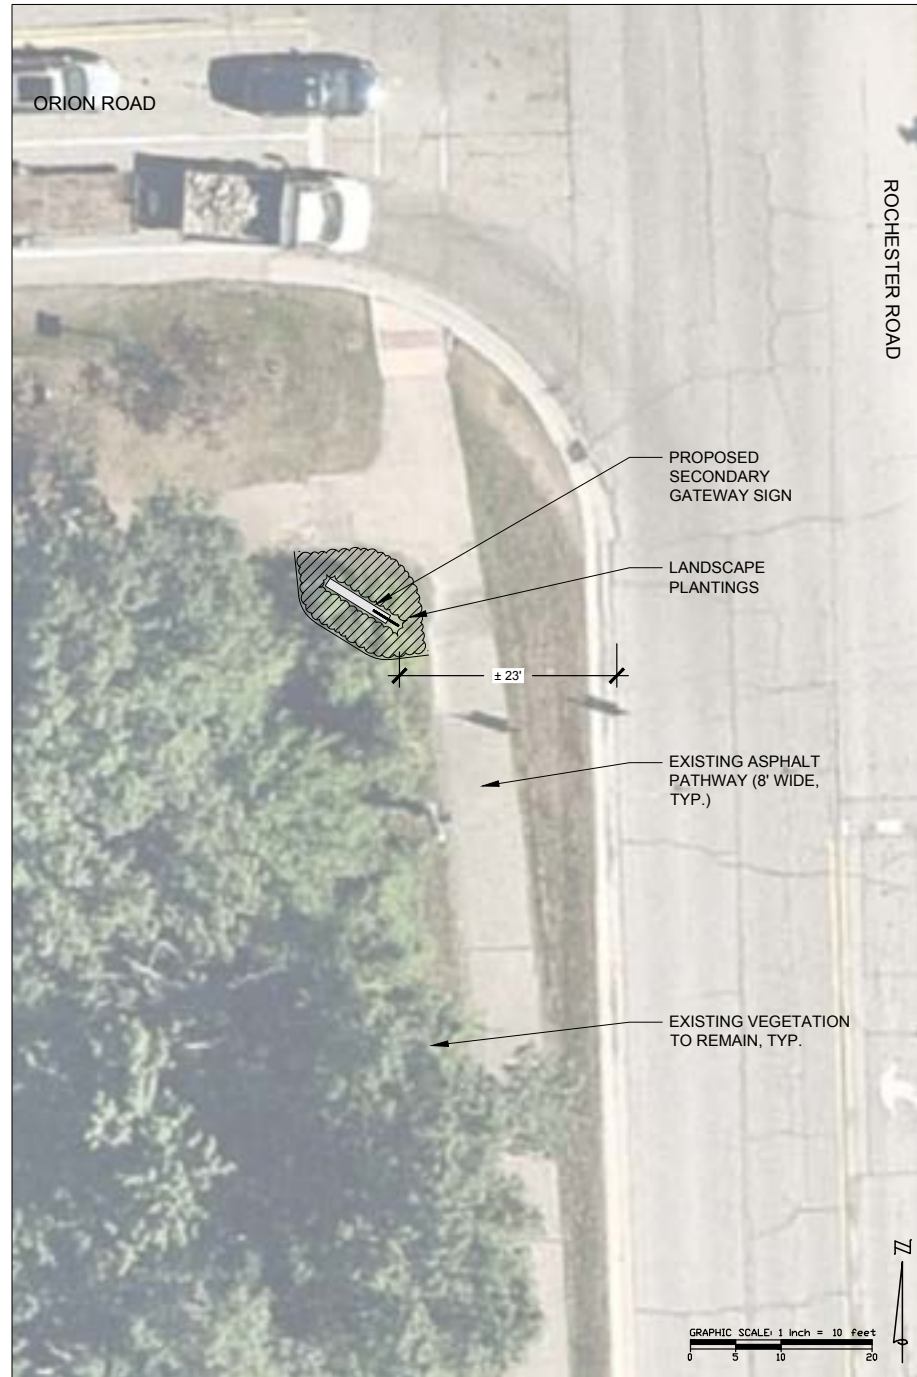 ORION ROAD
ROCHESTER ROAD
PROPOSED
SECONDARY
GATEWAY SIGN
LANDSCAPE
PLANTINGS
± 23'
EXISTING ASPHALT
PATHWAY (8' WIDE,
TYP.)
EXISTING VEGETATION
TO REMAIN, TYP.
N
GRAPHIC SCALE: 1 inch = 10 feet
0 5 10 20